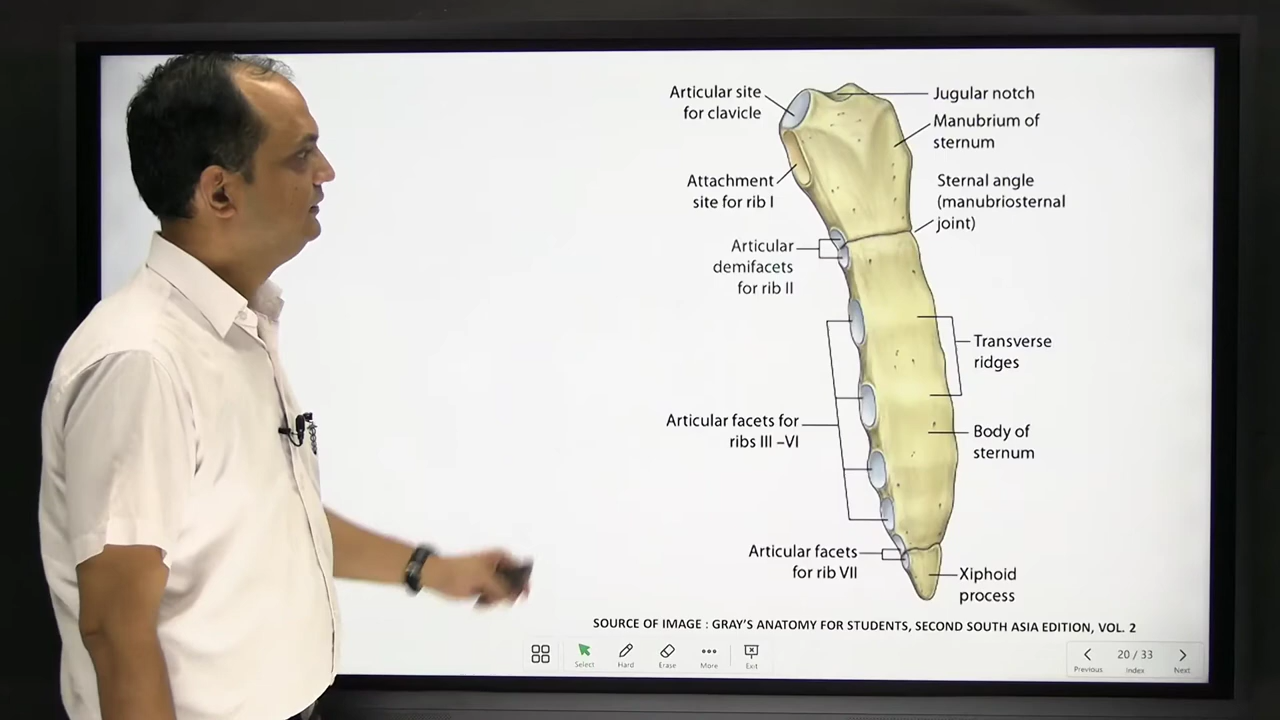 Articular site
for clavicle
Jugular notch
Manubrium of
sternum
Attachment
site for rib I
Sternal angle
(manubriosternal
joint)
Articular
demifacets
for rib II
Transverse
ridges
Articular facets for
ribs III –VI
Body of
sternum
Articular facets
for rib VII
Xiphoid
process
SOURCE OF IMAGE : GRAY'S ANATOMY FOR STUDENTS, SECOND SOUTH ASIA EDITION, VOL. 2
Select
Hard
Erase
More
Exit
Previous
20 / 33
Index
Next